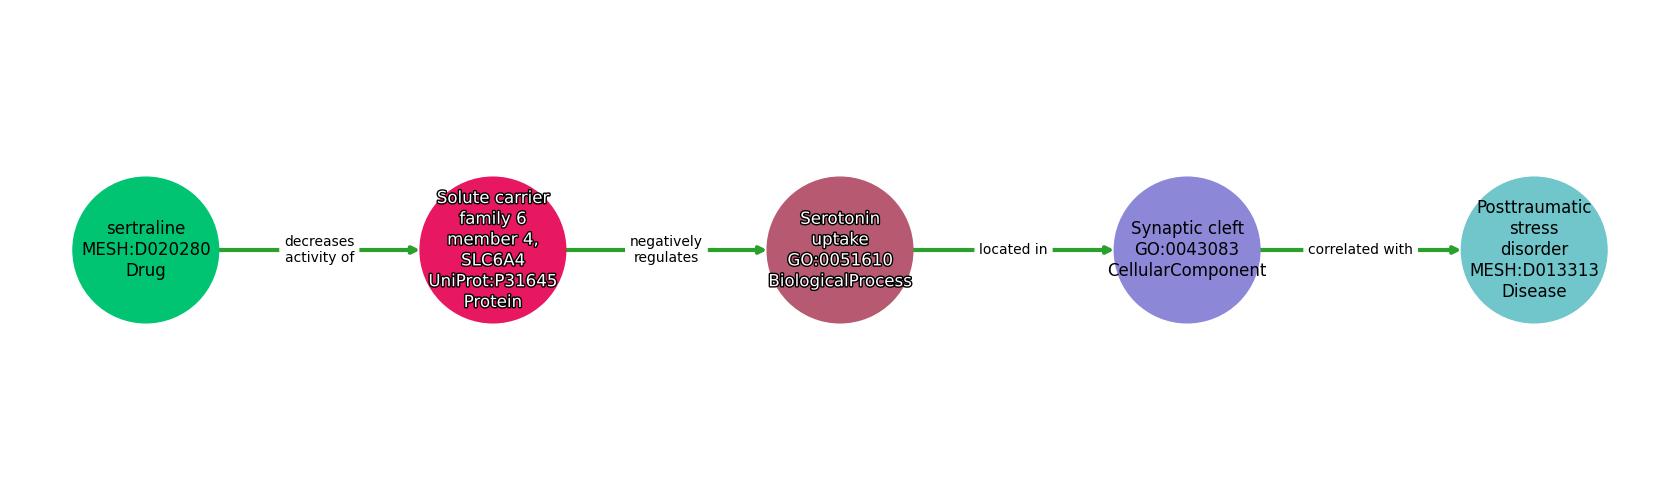 sertraline
MESH:D020280
Drug
decreases
activity of
Solute carrier
family 6
member 4,
SLC6A4
UniProt:P31645
Protein
negatively
regulates
Serotonin
uptake
GO:0051610
BiologicalProcess
located in
Synaptic cleft
GO:0043083
CellularComponent
correlated with
Posttraumatic
stress
disorder
MESH:D013313
Disease